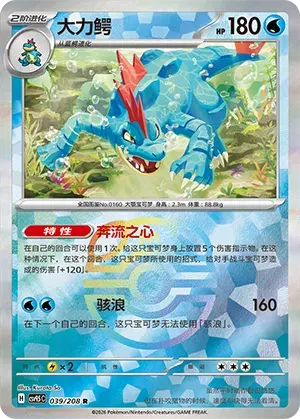 2阶进化
大力鳄
HP 180
从蓝鳄进化
全国图鉴 No.0160 大颚宝可梦 身高：2.3m 体重：88.8kg
特性 奔流之心
在自己的回合可以使用1次。给这只宝可梦身上放置5个伤害指示物。在这
种情况下，在这个回合，这只宝可梦所使用的招式，给对手战斗宝可梦造
成的伤害「+120」。
骇浪 160
在下一个自己的回合，这只宝可梦无法使用「骇浪」。
Illus. Kuroto So
H 039/208 R
©2026 Pokémon/Nintendo/Creatures/GAME FREAK.